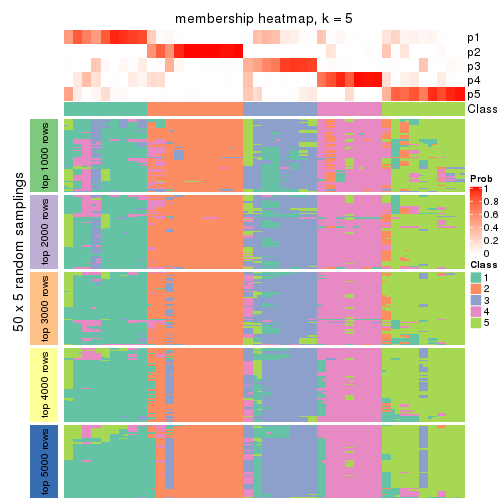 membership heatmap, k = 5
p1
p2
p3
p4
p5
Class
50 x 5 random samplings
top 1000 rows
top 2000 rows
top 3000 rows
top 4000 rows
top 5000 rows
Prob
1
0.8
0.6
0.4
0.2
0
Class
1
2
3
4
5